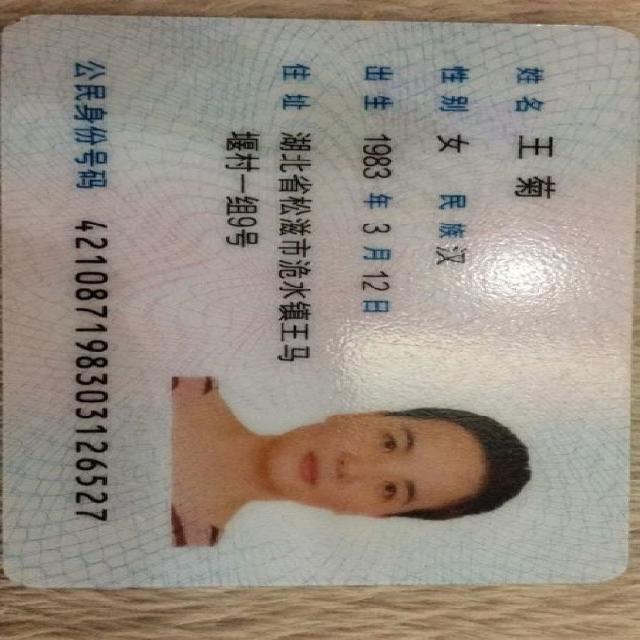 姓名 王菊
性别 女 民族 汉
出生 1983 年 3 月 12 日
住址 湖北省松滋市洈水镇王马
堰村一组9号
公民身份号码 421087198303126527